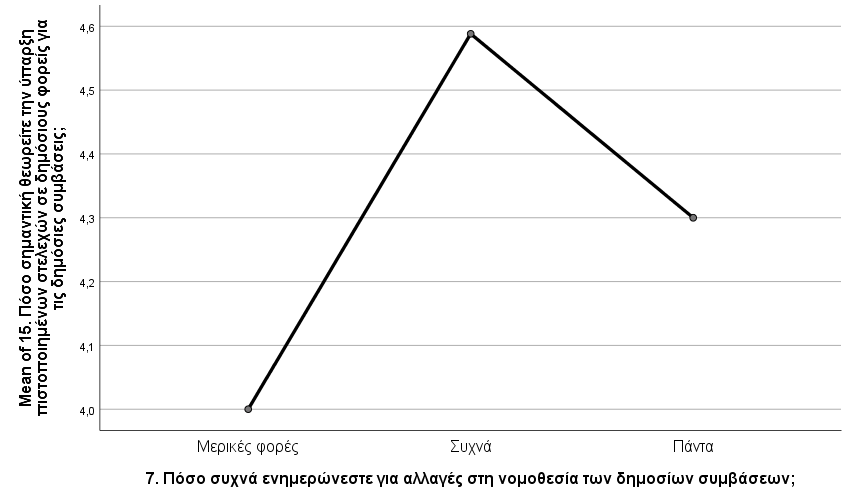 Mean of 15. Πόσο σημαντική θεωρείτε την ύπαρξη
πιστοποιημένων στελεχών σε δημόσιους φορείς για
τις δημόσιες συμβάσεις;
4,6
4,5
4,4
4,3
4,2
4,1
4,0
Μερικές φορές
Συχνά
Πάντα
7. Πόσο συχνά ενημερώνεστε για αλλαγές στη νομοθεσία των δημοσίων συμβάσεων;